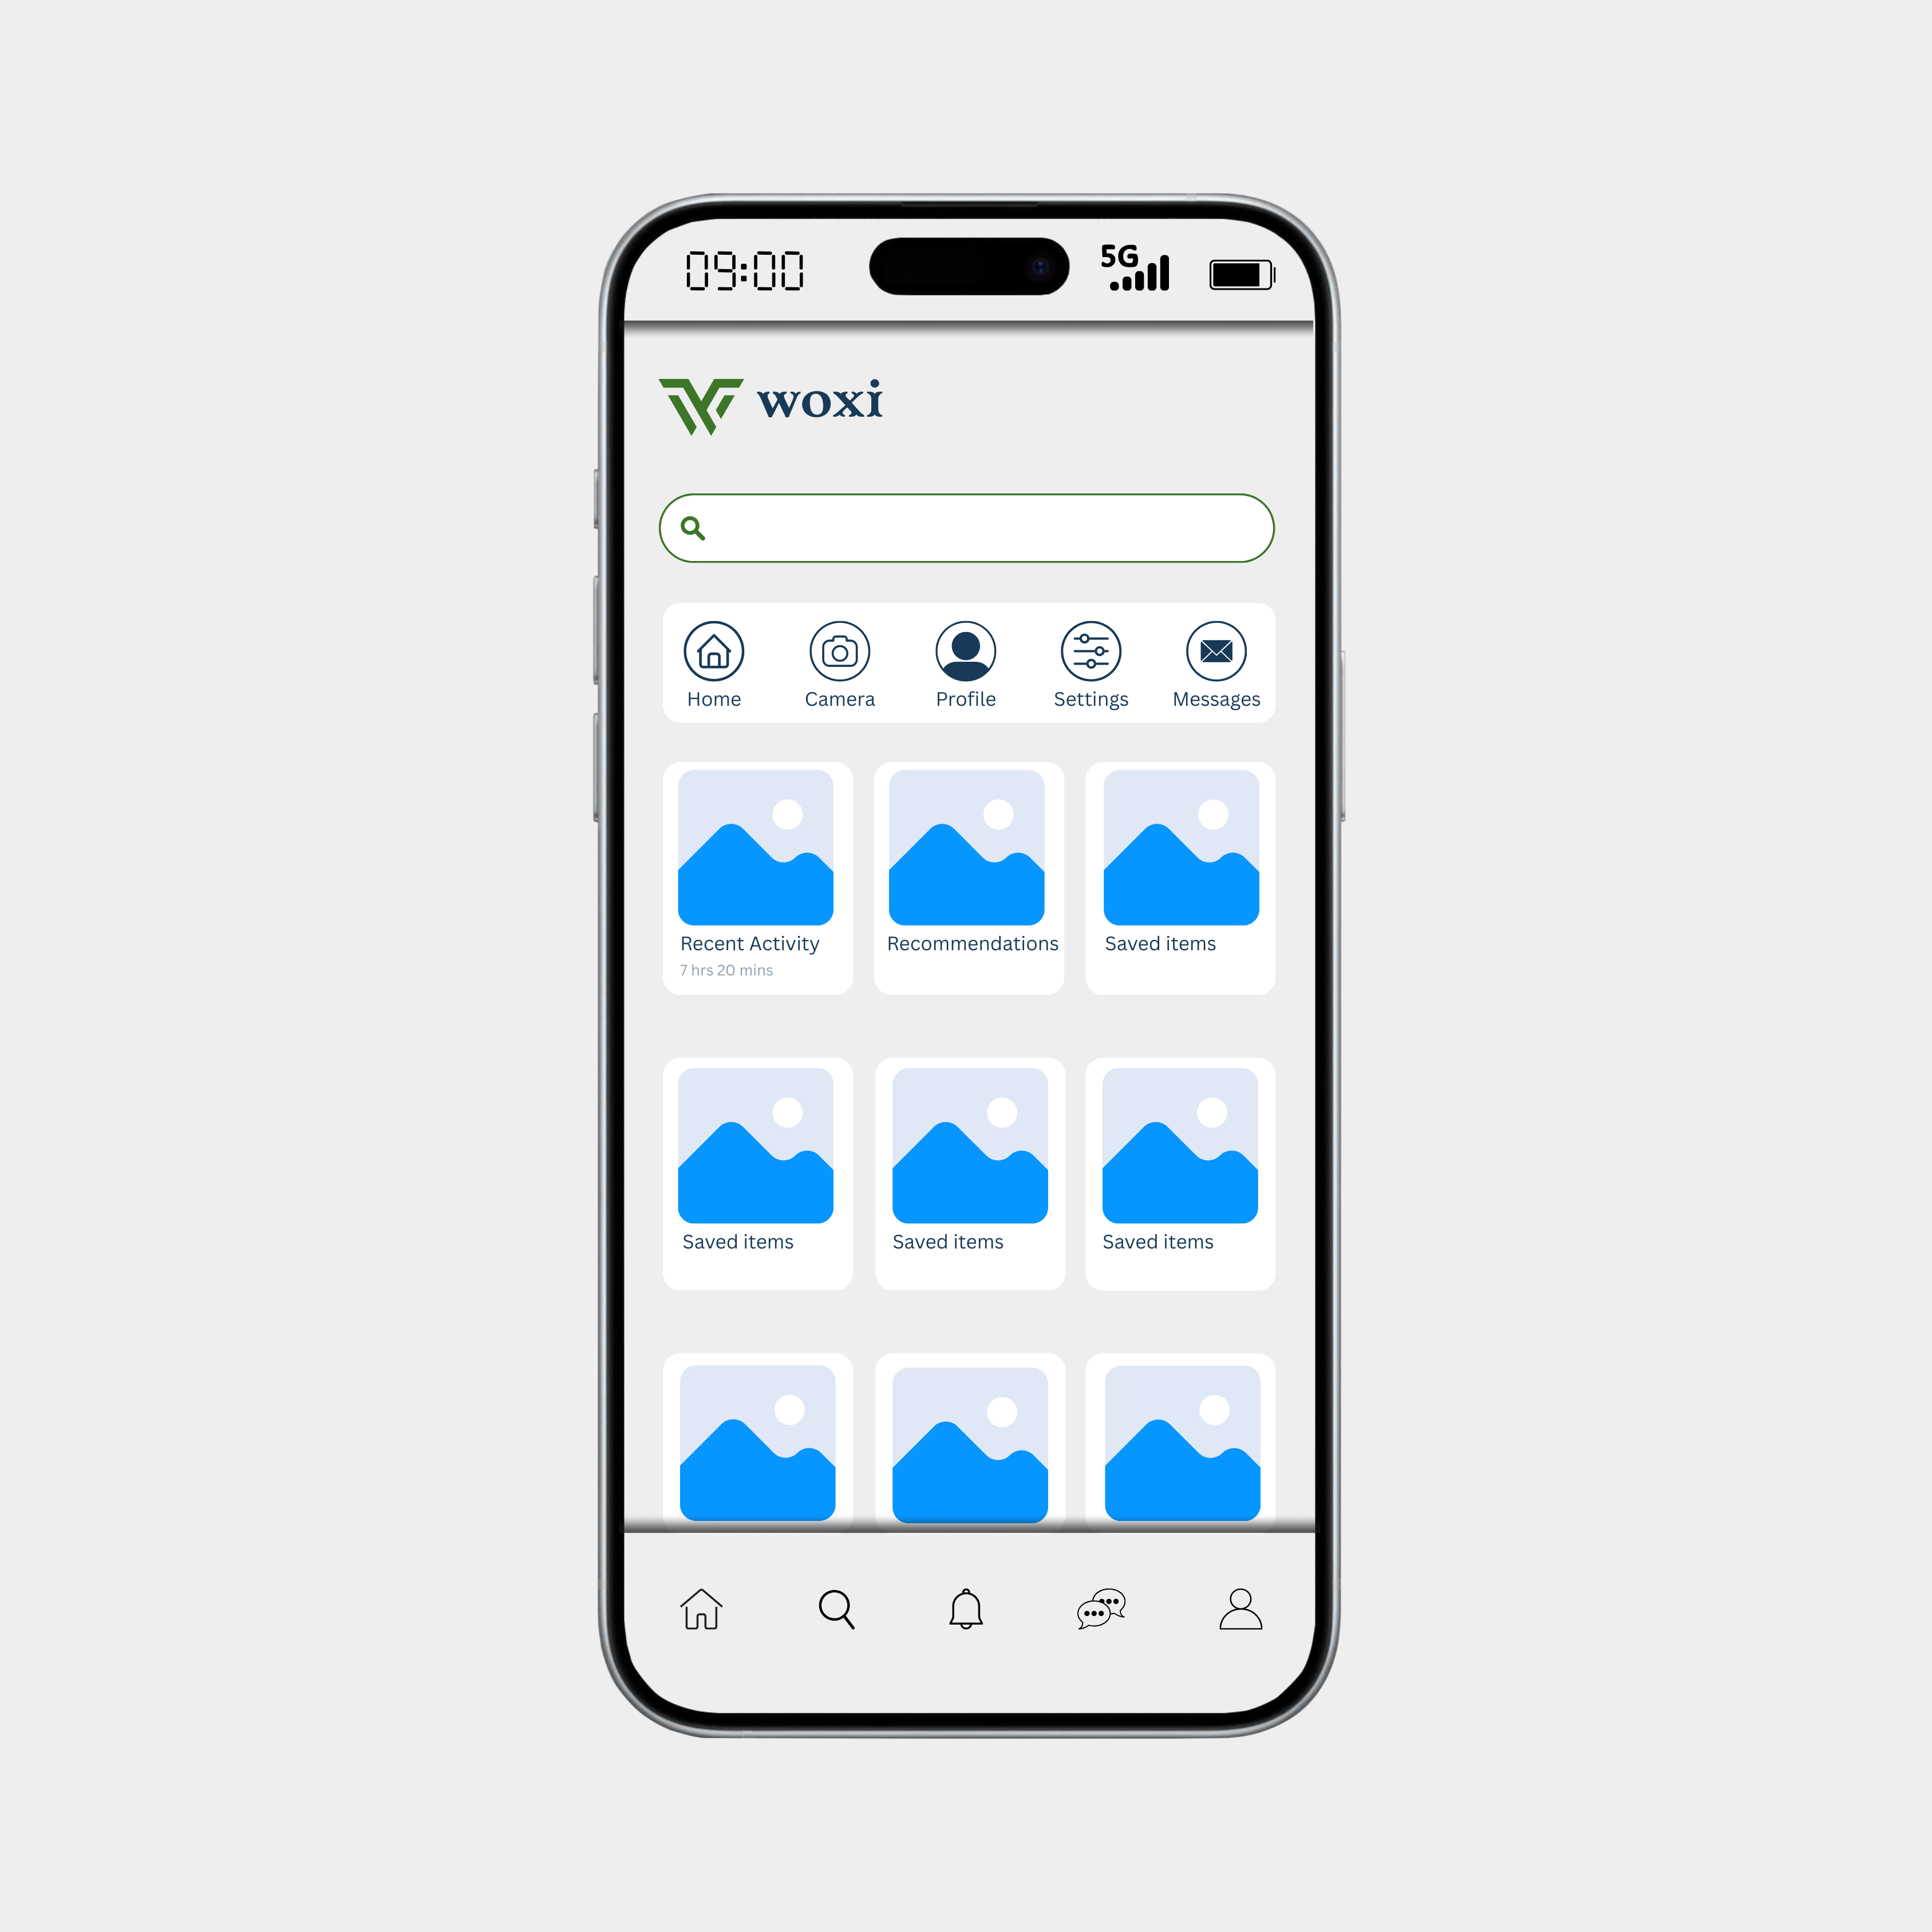 09:00
5G
woxi
Home Camera Profile Settings Messages
Recent Activity Recommendations Saved items
7 hrs 20 mins
Saved items Saved items Saved items